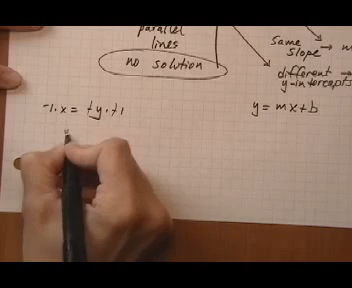 parallel
lines
no solution
same
slope → m
different →
y-intercepts
-1·x = +y·+1
y = mx+b